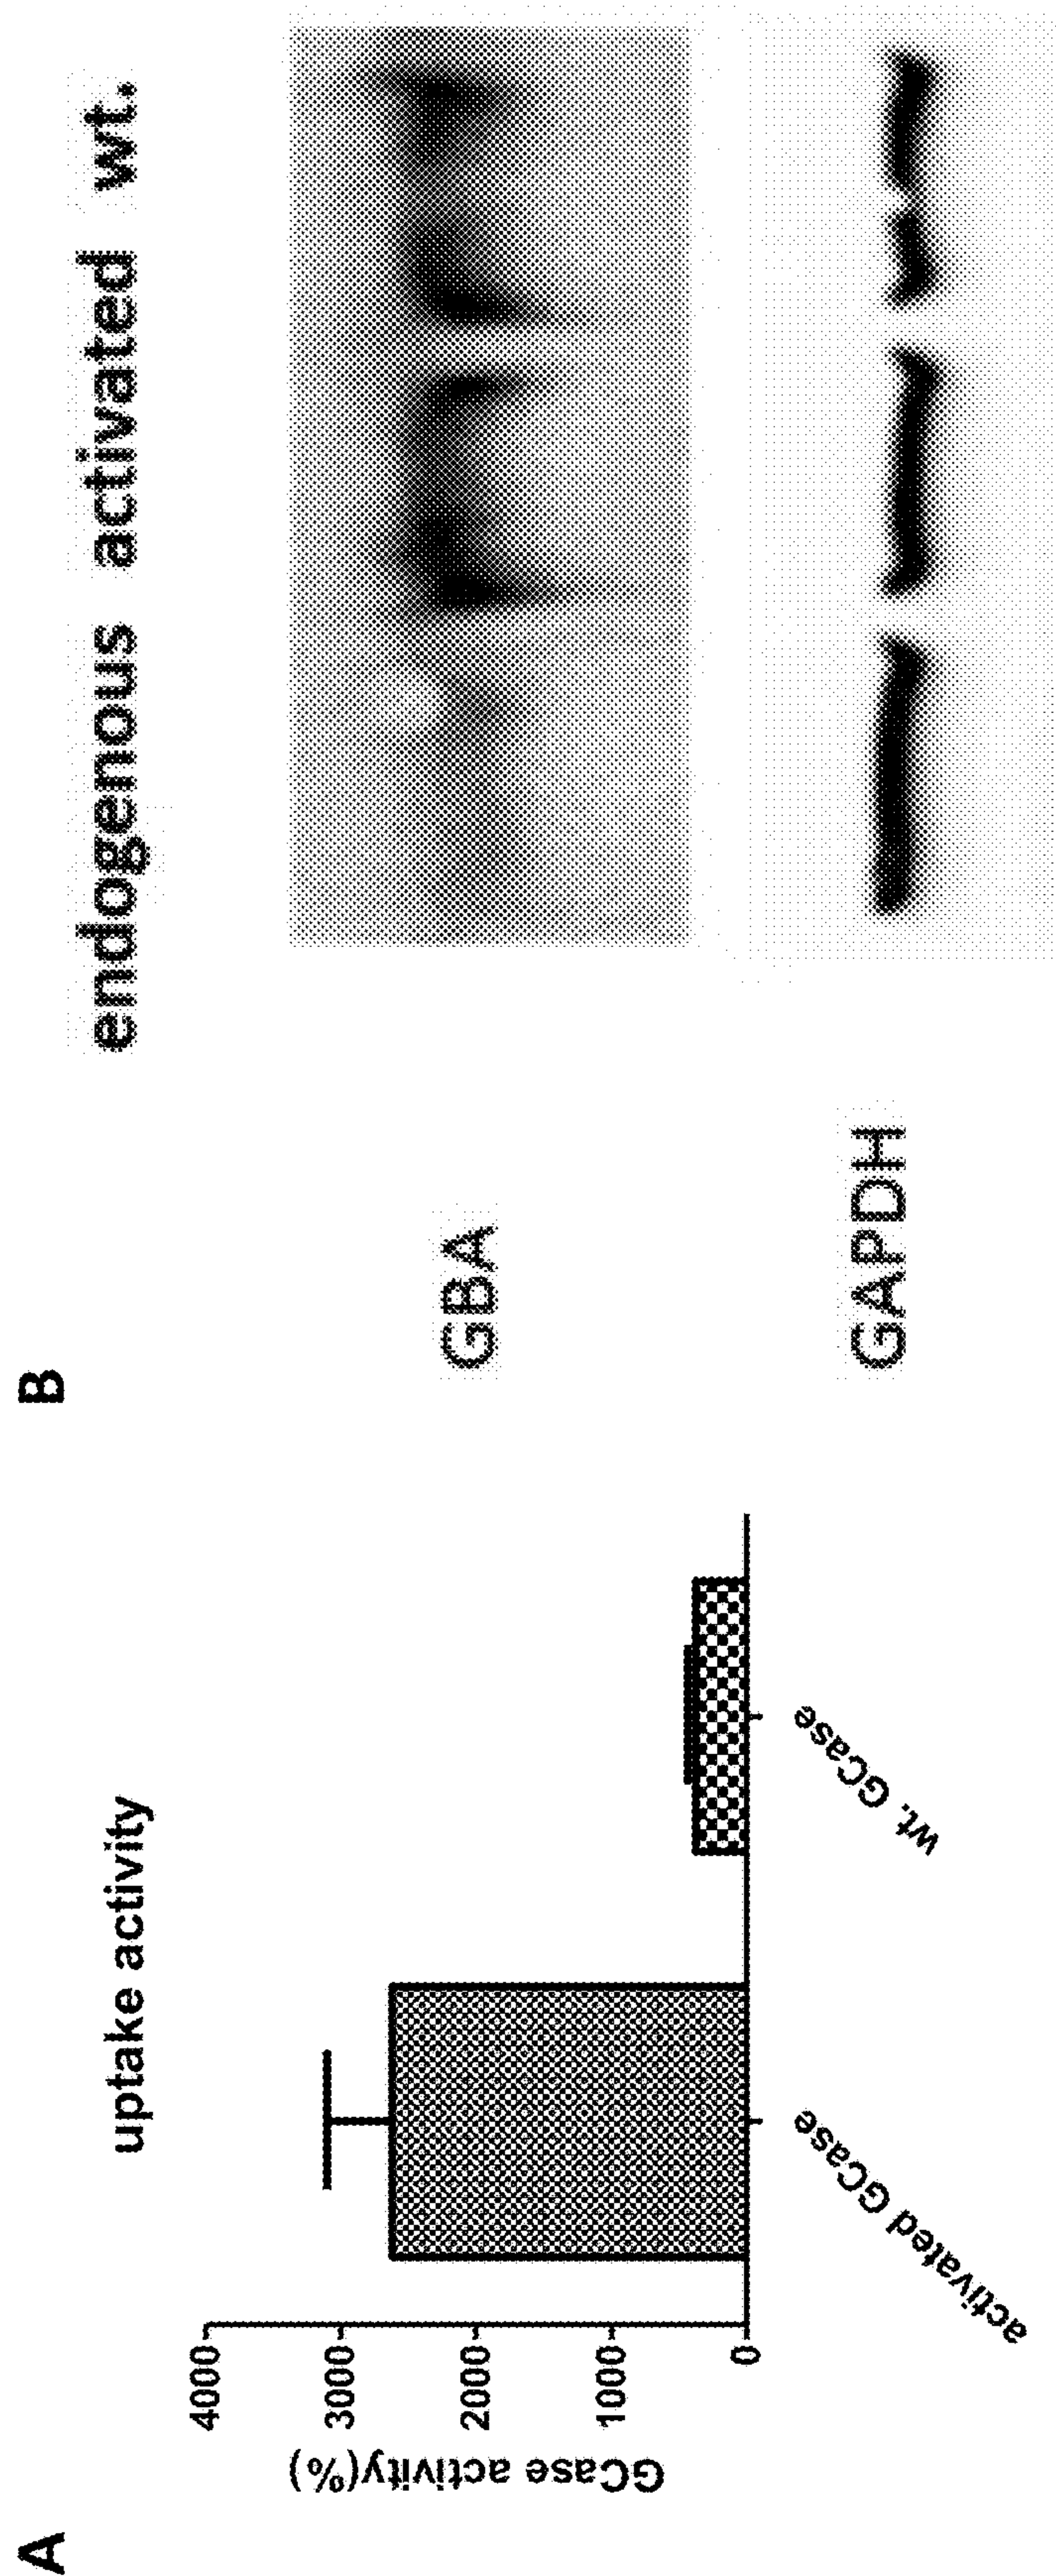 A
uptake activity
GCase activity(%)
4000
3000
2000
1000
0
activated GCase
wt. GCase
B
endogenous activated wt.
GBA
GAPDH